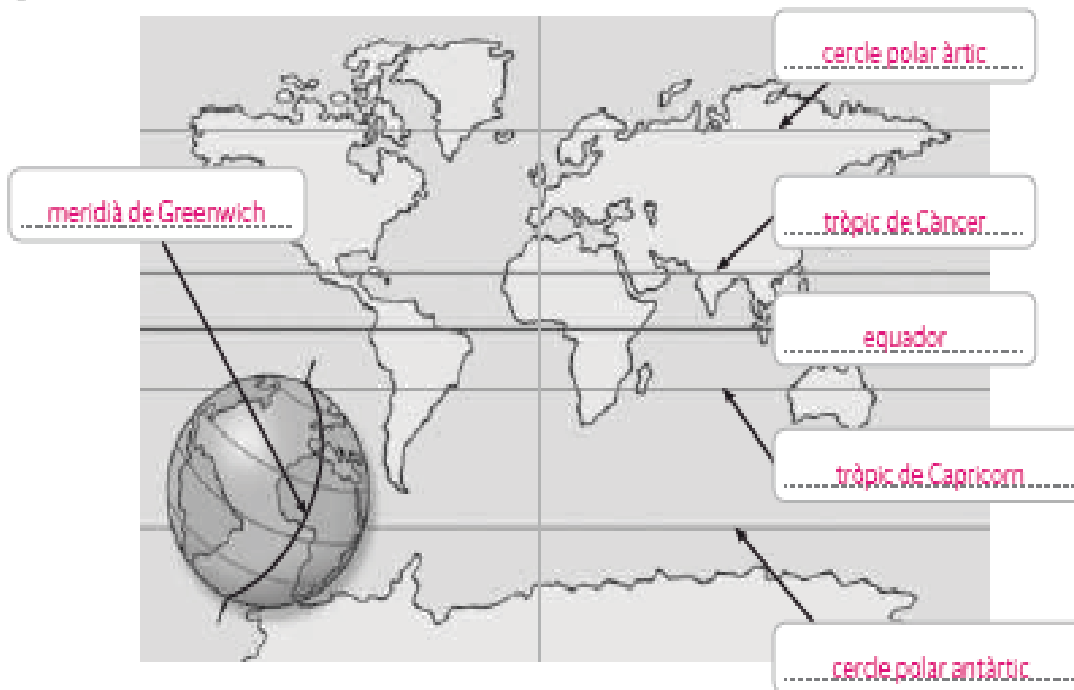 cercle polar àrtic
meridià de Greenwich
tròpic de Càncer
equador
tròpic de Capricorn
cercle polar antàrtic